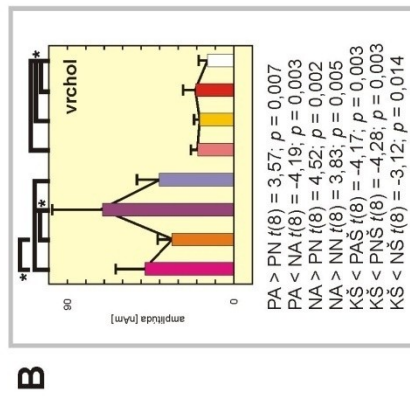 B
vrchol
*
*
*
*
amplitúda [nAm]
96
0
PA > PN t(8) = 3,57; p = 0,007
PA < NA t(8) = -4,19; p = 0,003
NA > PN t(8) = 4,52; p = 0,002
NA > NN t(8) = 3,83; p = 0,005
KŠ < PAŠ t(8) = -4,17; p = 0,003
KŠ < PNŠ t(8) = -4,28; p = 0,003
KŠ < NŠ t(8) = -3,12; p = 0,014